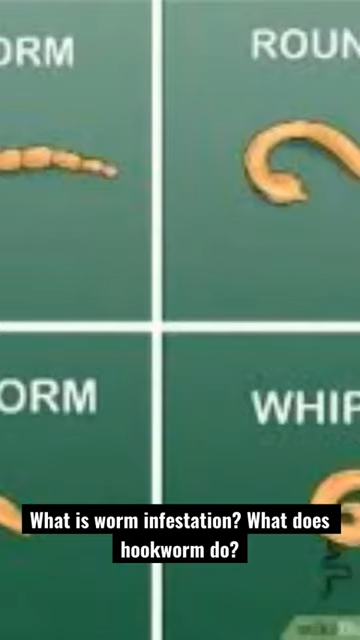 ORM
ROUN
ORM
WHIP
What is worm infestation? What does
hookworm do?